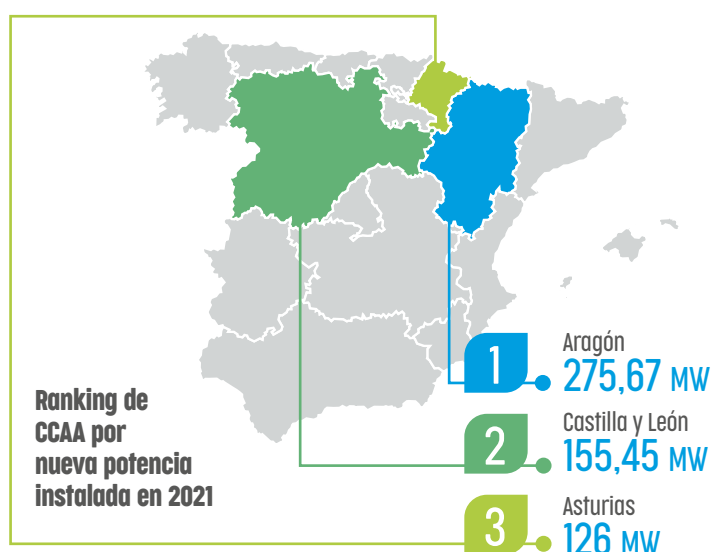 Ranking de
CCAA por
nueva potencia
instalada en 2021
1
Aragón
275,67 MW
2
Castilla y León
155,45 MW
3
Asturias
126 MW